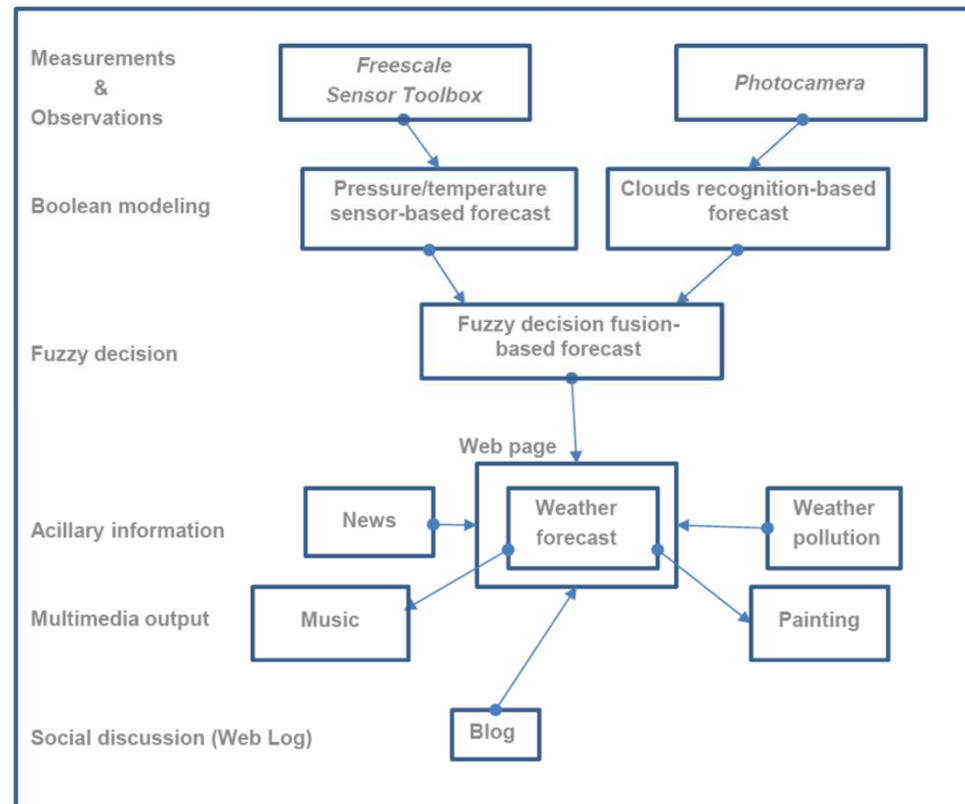 Measurements
&
Observations
Freescale
Sensor Toolbox
Photocamera
Boolean modeling
Pressure/temperature
sensor-based forecast
Clouds recognition-based
forecast
Fuzzy decision
Fuzzy decision fusion-
based forecast
Web page
Acillary information
News
Weather
forecast
Weather
pollution
Multimedia output
Music
Painting
Social discussion (Web Log)
Blog